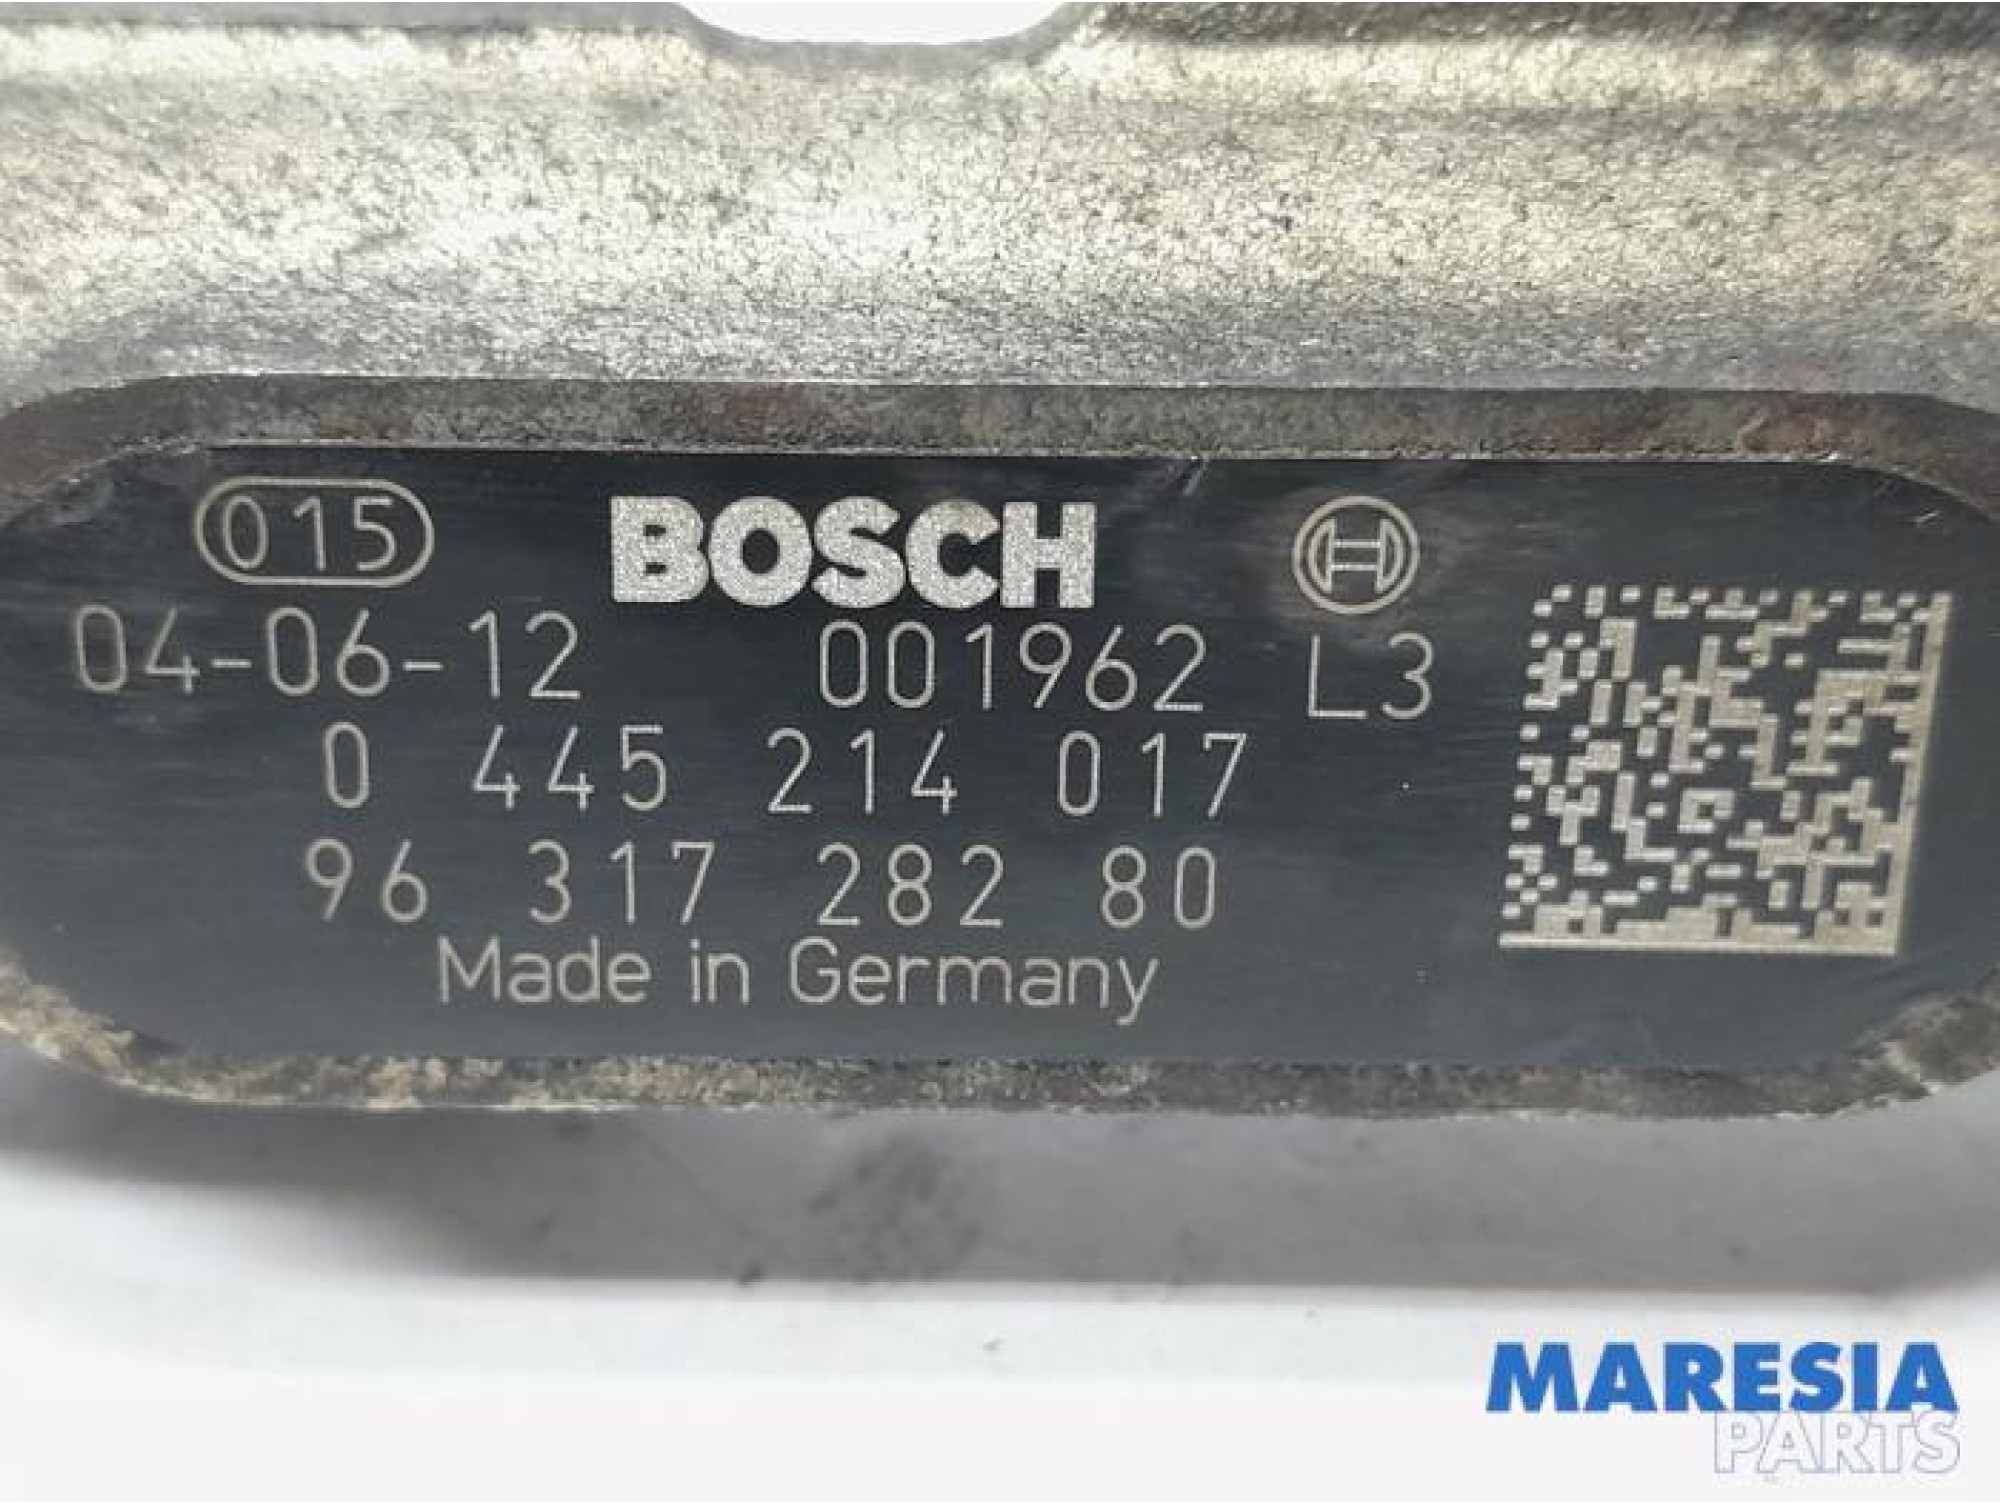 015 BOSCH
04-06-12 001962 L3
0 445 214 017
96 317 282 80
Made in Germany
MARESIA
PARTS